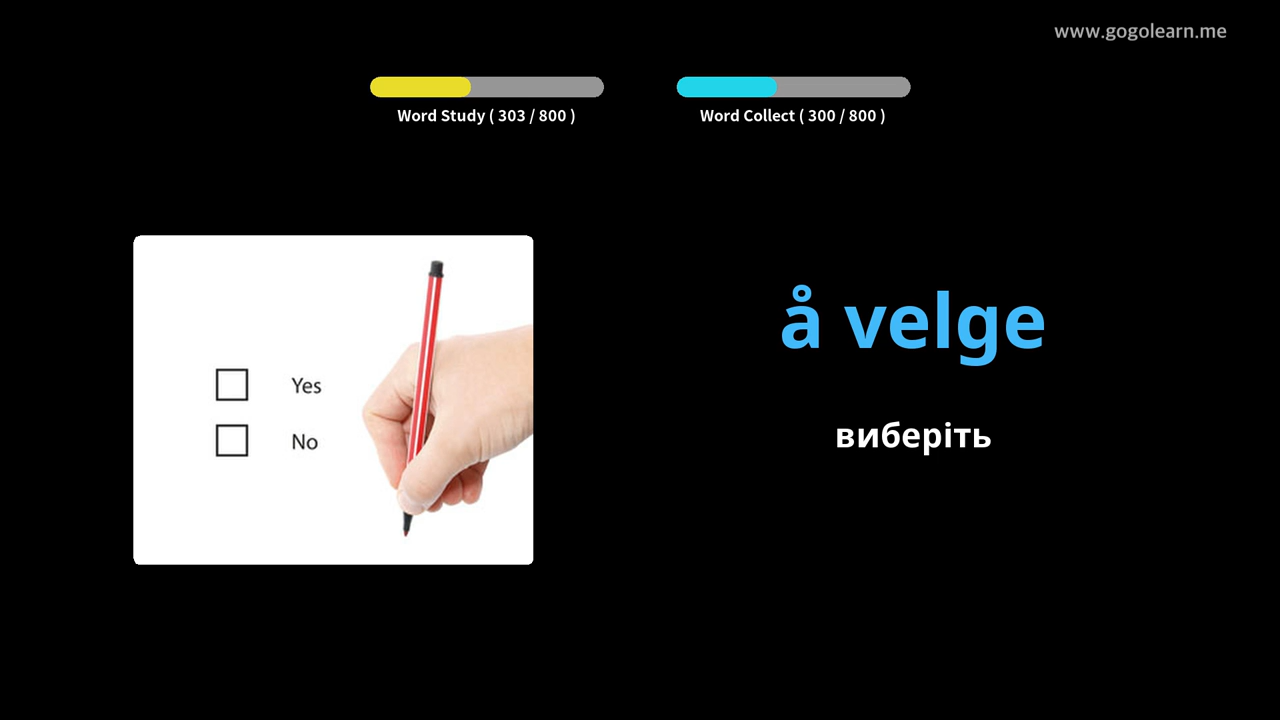 www.gogolearn.me
Word Study ( 303 / 800 )
Word Collect ( 300 / 800 )
Yes
No
å velge
виберіть